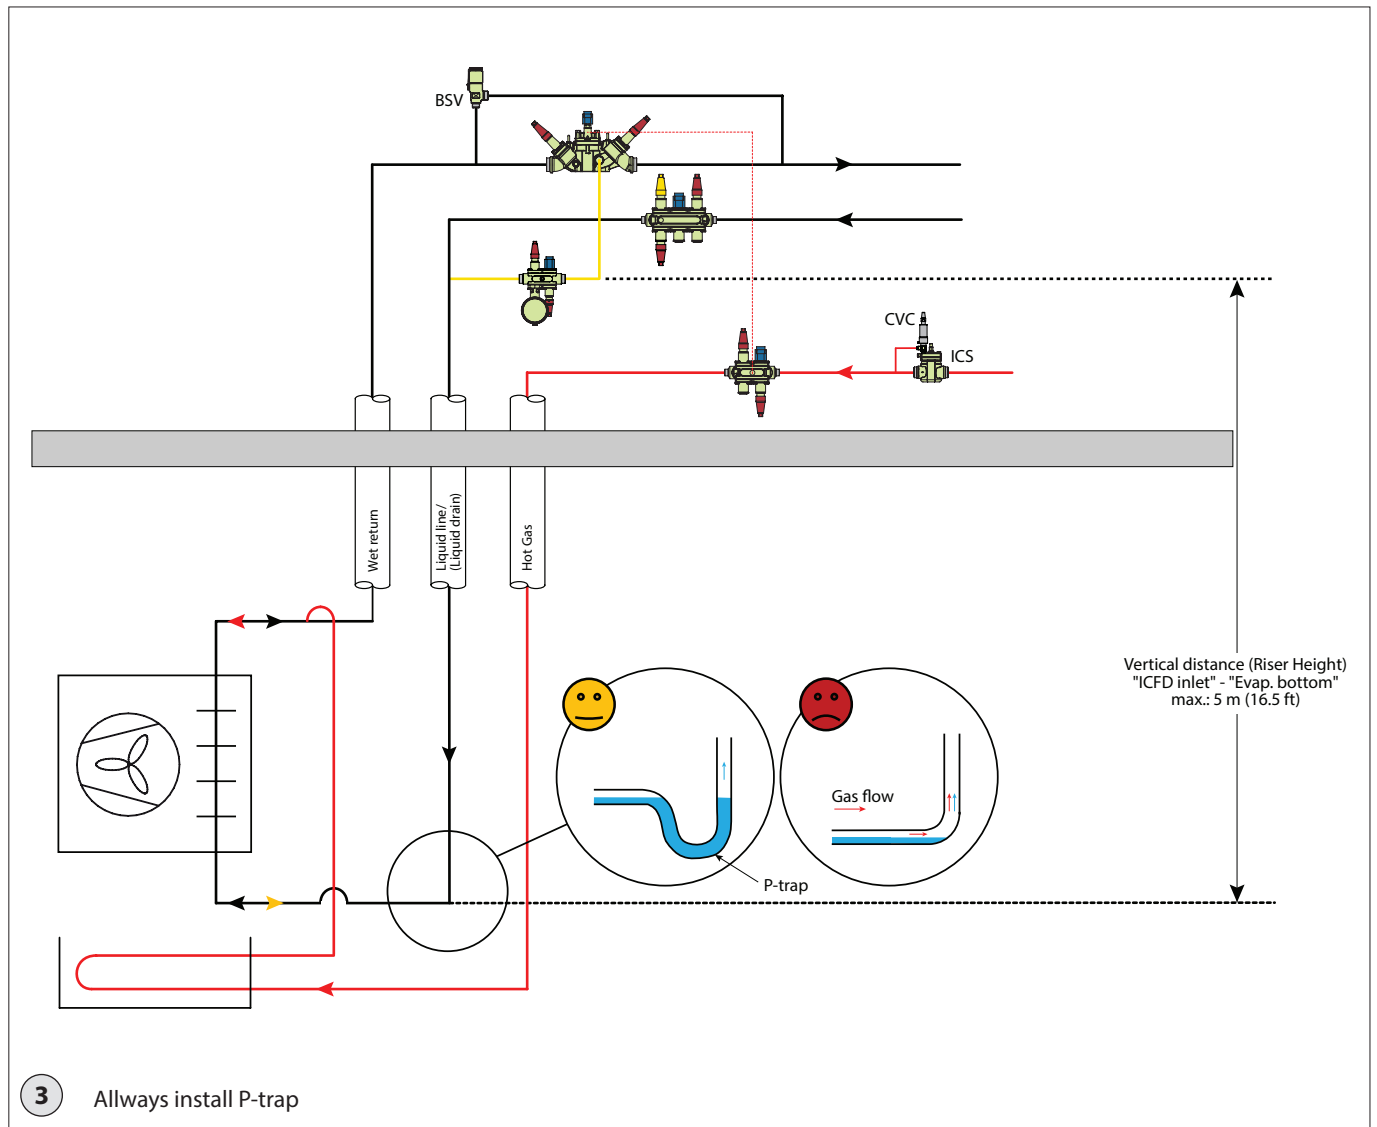 BSV
CVC
ICS
Wet return
Liquid line/
(Liquid drain)
Hot Gas
Vertical distance (Riser Height)
"ICFD inlet" - "Evap. bottom"
max.: 5 m (16.5 ft)
Gas flow
P-trap
3 Allways install P-trap